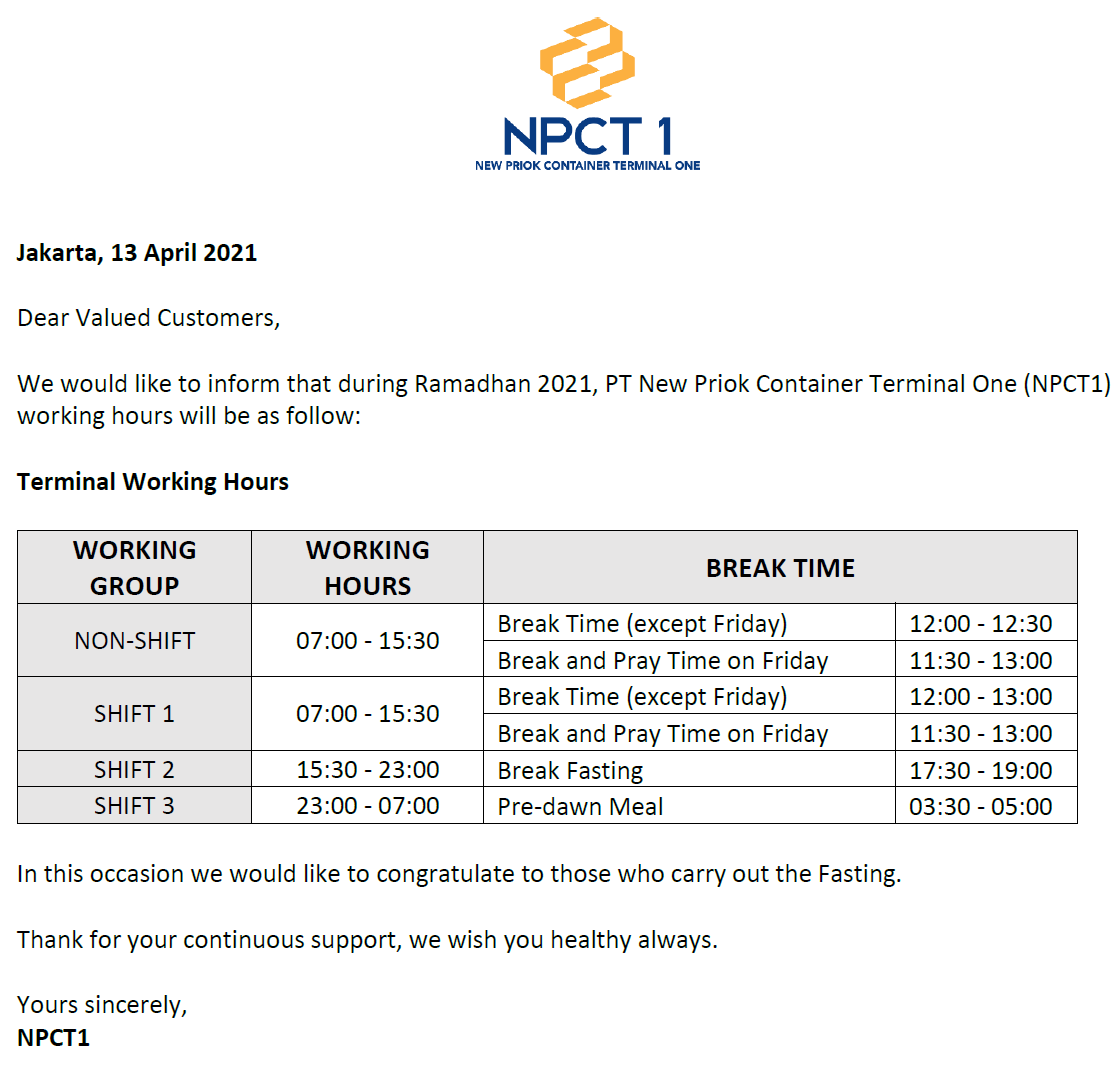 NPCT 1
NEW PRIOK CONTAINER TERMINAL ONE
Jakarta, 13 April 2021
Dear Valued Customers,
We would like to inform that during Ramadhan 2021, PT New Priok Container Terminal One (NPCT1)
working hours will be as follow:
Terminal Working Hours
WORKING GROUP WORKING HOURS BREAK TIME
NON-SHIFT 07:00 - 15:30 Break Time (except Friday) 12:00 - 12:30
Break and Pray Time on Friday 11:30 - 13:00
SHIFT 1 07:00 - 15:30 Break Time (except Friday) 12:00 - 13:00
Break and Pray Time on Friday 11:30 - 13:00
SHIFT 2 15:30 - 23:00 Break Fasting 17:30 - 19:00
SHIFT 3 23:00 - 07:00 Pre-dawn Meal 03:30 - 05:00
In this occasion we would like to congratulate to those who carry out the Fasting.
Thank for your continuous support, we wish you healthy always.
Yours sincerely,
NPCT1